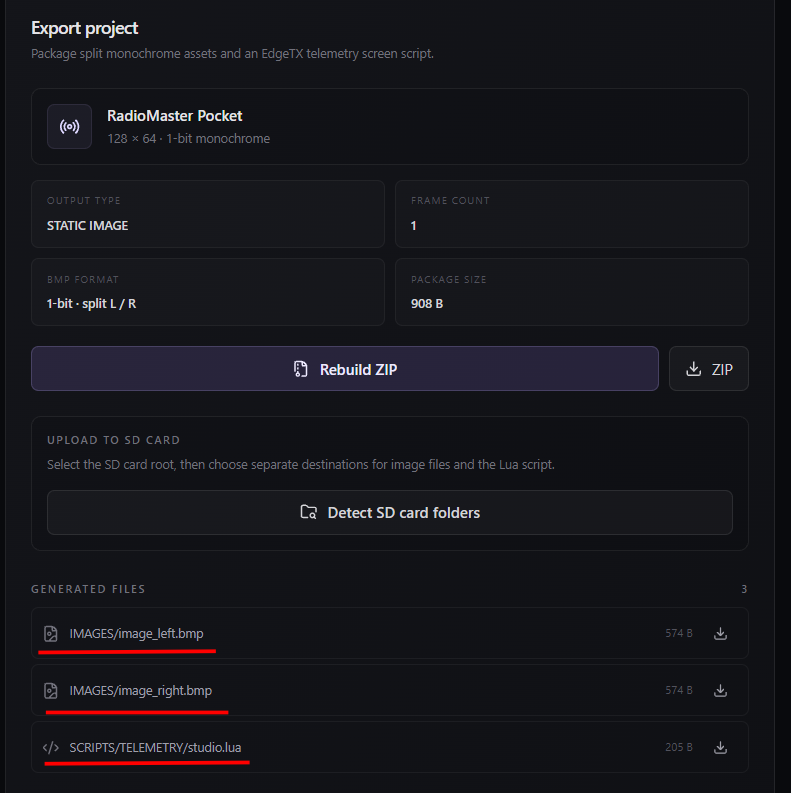 Export project
Package split monochrome assets and an EdgeTX telemetry screen script.
RadioMaster Pocket
128 × 64 · 1-bit monochrome
OUTPUT TYPE
STATIC IMAGE
FRAME COUNT
1
BMP FORMAT
1-bit · split L / R
PACKAGE SIZE
908 B
Rebuild ZIP
ZIP
UPLOAD TO SD CARD
Select the SD card root, then choose separate destinations for image files and the Lua script.
Detect SD card folders
GENERATED FILES
3
IMAGES/image_left.bmp
574 B
IMAGES/image_right.bmp
574 B
SCRIPTS/TELEMETRY/studio.lua
205 B